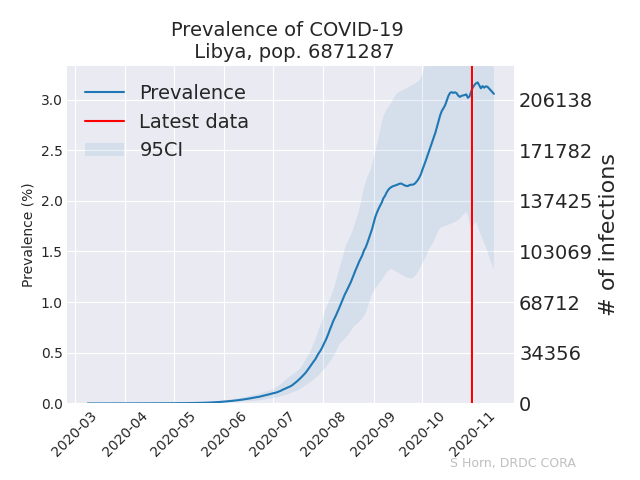 Prevalence of COVID-19
Libya, pop. 6871287
Prevalence
Latest data
95CI
Prevalence (%)
3.0
2.5
2.0
1.5
1.0
0.5
0.0
206138
171782
137425
103069
68712
34356
0
# of infections
2020-03
2020-04
2020-05
2020-06
2020-07
2020-08
2020-09
2020-10
2020-11
S Horn, DRDC CORA